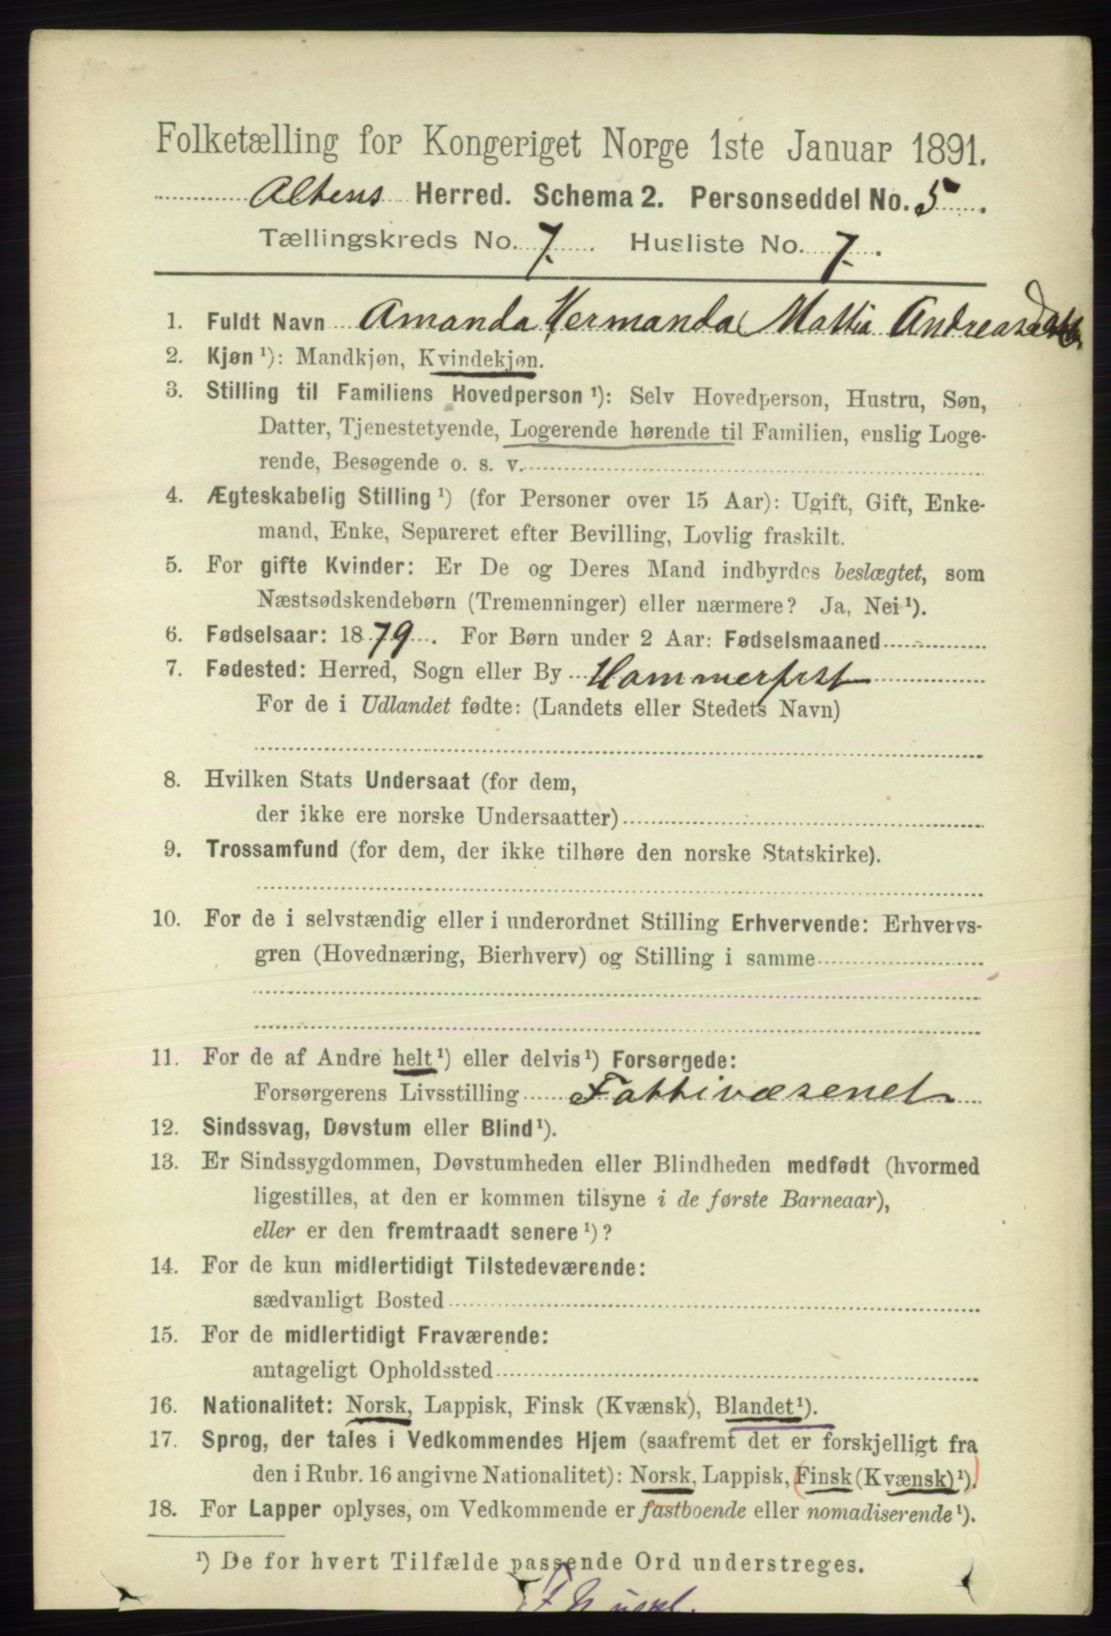 Folketælling for Kongeriget Norge 1ste Januar 1891.
Altens Herred. Schema 2. Personseddel No. 5.
Tællingskreds No. 7. Husliste No. 7.
1. Fuldt Navn Amanda Hermanda Mattia Andreasdatt
2. Kjøn ¹): Mandkjøn, Kvindekjøn.
3. Stilling til Familiens Hovedperson ¹): Selv Hovedperson, Hustru, Søn,
Datter, Tjenestetyende, Logerende hørende til Familien, enslig Loge-
rende, Besøgende o. s. v.
4. Ægteskabelig Stilling ¹) (for Personer over 15 Aar): Ugift, Gift, Enke-
mand, Enke, Separeret efter Bevilling, Lovlig fraskilt.
5. For gifte Kvinder: Er De og Deres Mand indbyrdes beslægtet, som
Næstsødskendebørn (Tremenninger) eller nærmere? Ja, Nei ¹).
6. Fødselsaar: 1879. For Børn under 2 Aar: Fødselsmaaned
7. Fødested: Herred, Sogn eller By Hammerfest
For de i Udlandet fødte: (Landets eller Stedets Navn)
8. Hvilken Stats Undersaat (for dem,
der ikke ere norske Undersaatter)
9. Trossamfund (for dem, der ikke tilhøre den norske Statskirke).
10. For de i selvstændig eller i underordnet Stilling Erhvervende: Erhvervs-
gren (Hovednæring, Bierhverv) og Stilling i samme
11. For de af Andre helt ¹) eller delvis ¹) Forsørgede:
Forsørgerens Livsstilling Fattivæsenet
12. Sindssvag, Døvstum eller Blind ¹).
13. Er Sindssygdommen, Døvstumheden eller Blindheden medfødt (hvormed
ligestilles, at den er kommen tilsyne i de første Barneaar),
eller er den fremtraadt senere ¹)?
14. For de kun midlertidigt Tilstedeværende:
sædvanligt Bosted
15. For de midlertidigt Fraværende:
antageligt Opholdssted
16. Nationalitet: Norsk, Lappisk, Finsk (Kvænsk), Blandet ¹).
17. Sprog, der tales i Vedkommendes Hjem (saafremt det er forskjelligt fra
den i Rubr. 16 angivne Nationalitet): Norsk, Lappisk, Finsk (Kvænsk) ¹).
18. For Lapper oplyses, om Vedkommende er fastboende eller nomadiserende ¹).
¹) De for hvert Tilfælde passende Ord understreges.